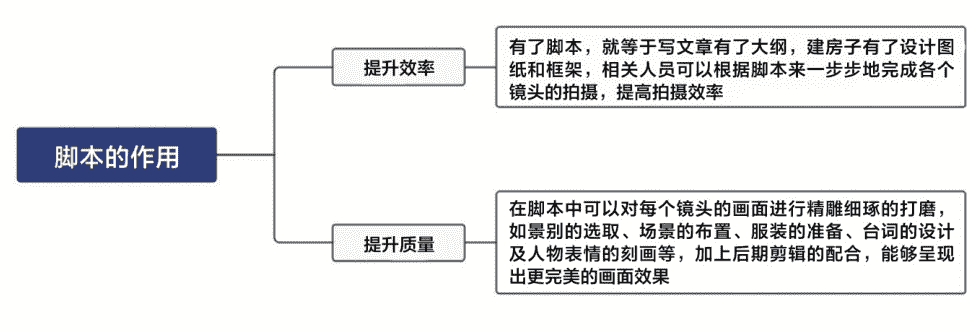 脚本的作用
提升效率
有了脚本，就等于写文章有了大纲，建房子有了设计图
纸和框架，相关人员可以根据脚本来一步步地完成各个
镜头的拍摄，提高拍摄效率
提升质量
在脚本中可以对每个镜头的画面进行精雕细琢的打磨，
如景别的选取、场景的布置、服装的准备、台词的设计
及人物表情的刻画等，加上后期剪辑的配合，能够呈现
出更完美的画面效果